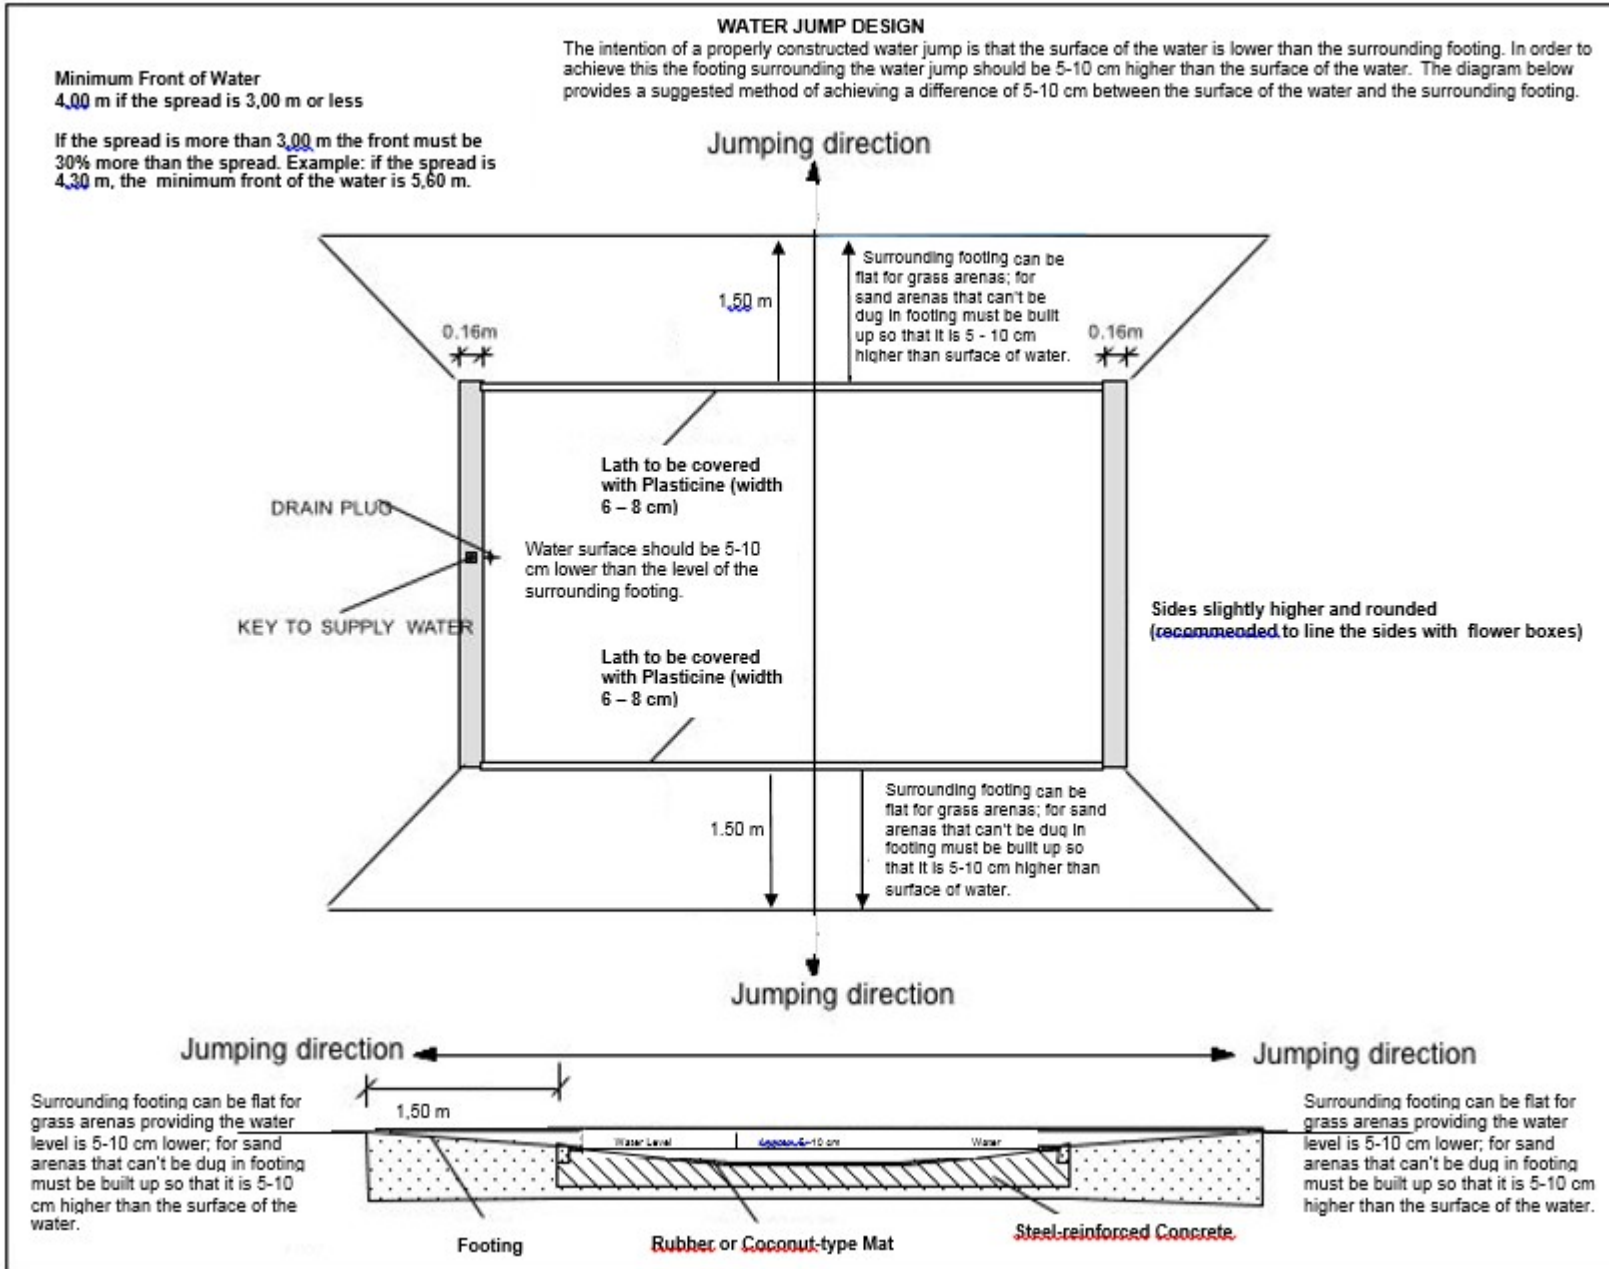 WATER JUMP DESIGN
The intention of a properly constructed water jump is that the surface of the water is lower than the surrounding footing. In order to
achieve this the footing surrounding the water jump should be 5-10 cm higher than the surface of the water. The diagram below
provides a suggested method of achieving a difference of 5-10 cm between the surface of the water and the surrounding footing.
Minimum Front of Water
4,00 m if the spread is 3,00 m or less
If the spread is more than 3,00 m the front must be
30% more than the spread. Example: if the spread is
4,30 m, the minimum front of the water is 5,60 m.
Jumping direction
1,50 m
Surrounding footing can be
flat for grass arenas; for
sand arenas that can't be
dug in footing must be built
up so that it is 5 - 10 cm
higher than surface of water.
0.16m
0.16m
Lath to be covered
with Plasticine (width
6 – 8 cm)
DRAIN PLUG
Water surface should be 5-10
cm lower than the level of the
surrounding footing.
KEY TO SUPPLY WATER
Sides slightly higher and rounded
(recommended to line the sides with flower boxes)
Lath to be covered
with Plasticine (width
6 – 8 cm)
1.50 m
Surrounding footing can be
flat for grass arenas; for sand
arenas that can't be dug in
footing must be built up so
that it is 5-10 cm higher than
surface of water.
Jumping direction
Jumping direction
Jumping direction
Surrounding footing can be flat for
grass arenas providing the water
level is 5-10 cm lower; for sand
arenas that can't be dug in footing
must be built up so that it is 5-10
cm higher than the surface of the
water.
1,50 m
Water Level
10 cm
Water
Surrounding footing can be flat for
grass arenas providing the water
level is 5-10 cm lower; for sand
arenas that can't be dug in footing
must be built up so that it is 5-10 cm
higher than the surface of the water.
Footing
Rubber or Coconut-type Mat
Steel-reinforced Concrete